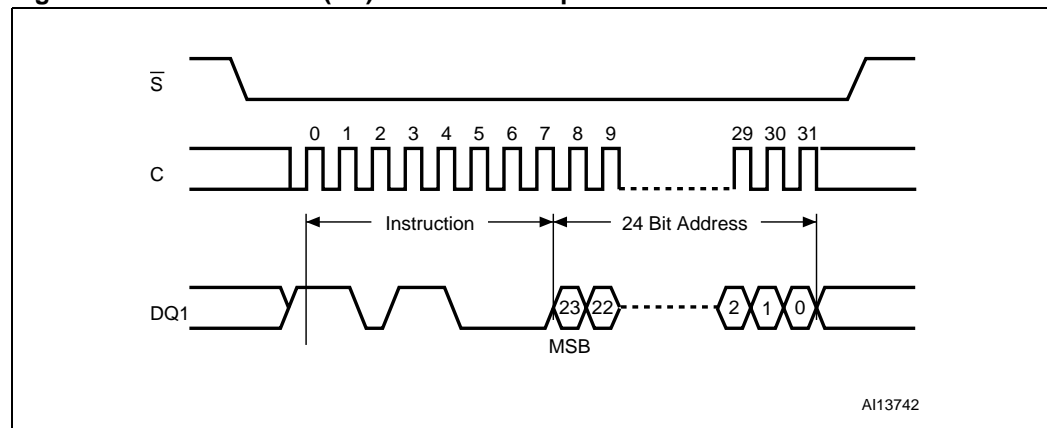 S
0 1 2 3 4 5 6 7 8 9 29 30 31
C
Instruction 24 Bit Address
DQ1 23 22 2 1 0
MSB
AI13742